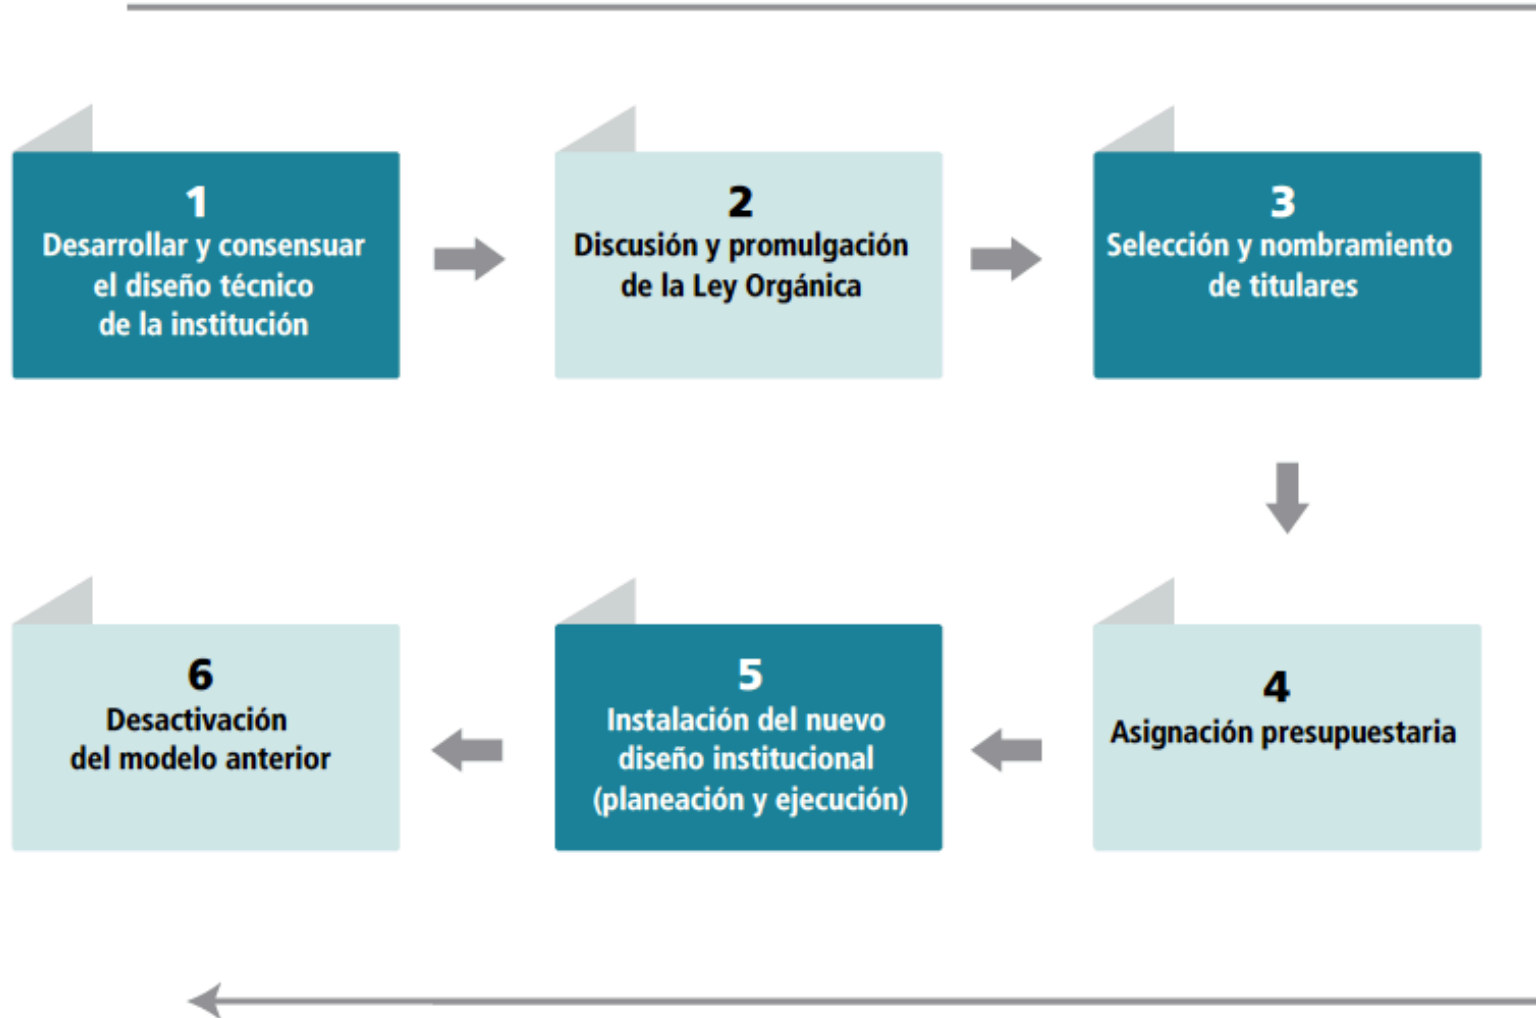 1
Desarrollar y consensuar
el diseño técnico
de la institución
2
Discusión y promulgación
de la Ley Orgánica
3
Selección y nombramiento
de titulares
4
Asignación presupuestaria
5
Instalación del nuevo
diseño institucional
(planeación y ejecución)
6
Desactivación
del modelo anterior